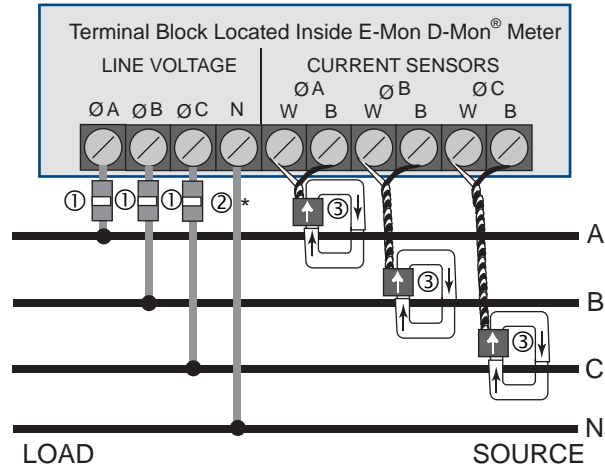 Terminal Block Located Inside E-Mon D-Mon® Meter
LINE VOLTAGE
CURRENT SENSORS
ØA ØB ØC
ØA ØB ØC N W B W B W B
① ① ① ② * ③
A
③
B
③
C
N
LOAD SOURCE